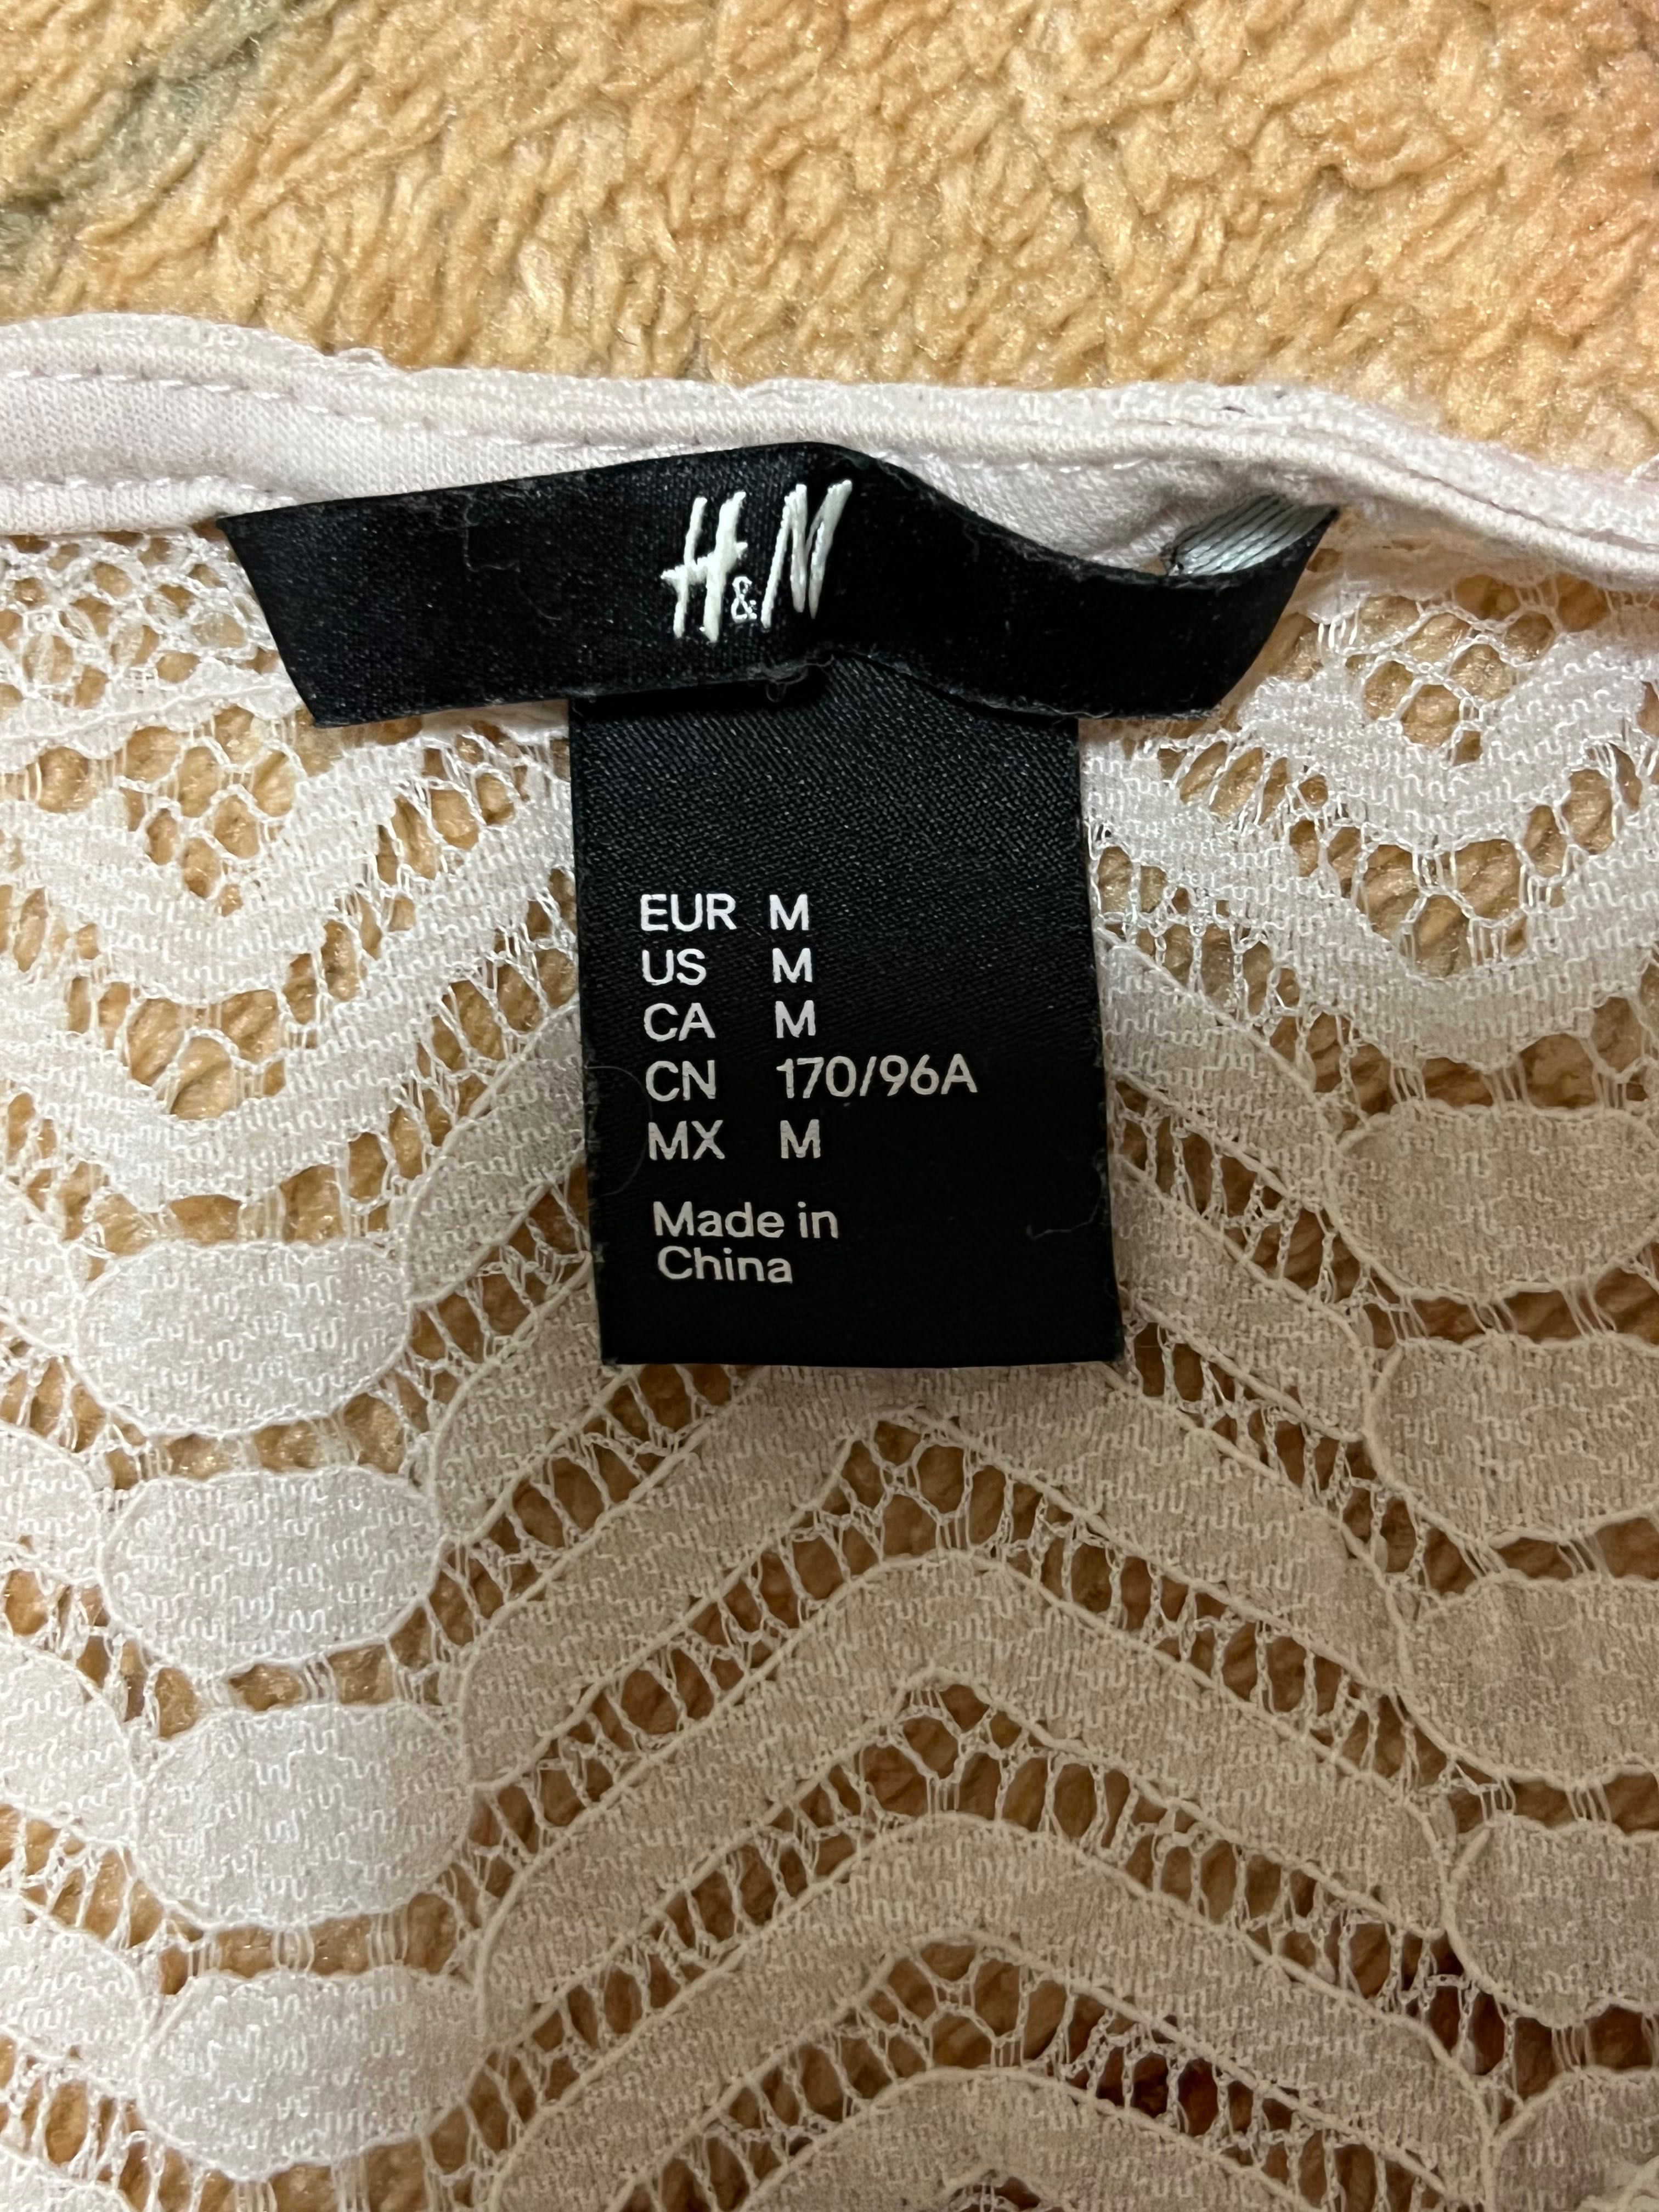 H&M
EUR M
US M
CA M
CN 170/96A
MX M
Made in
China